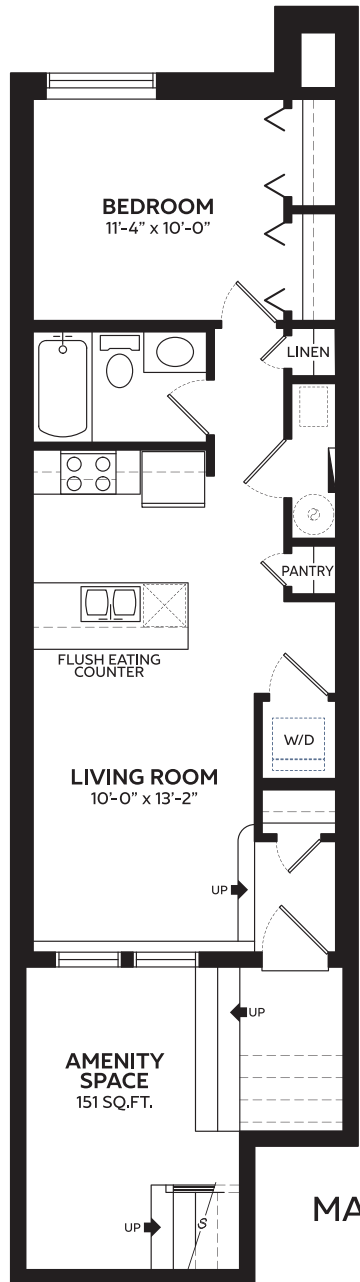 BEDROOM
11'-4" x 10'-0"
LINEN
PANTRY
FLUSH EATING
COUNTER
W/D
LIVING ROOM
10'-0" x 13'-2"
UP
UP
AMENITY
SPACE
151 SQ.FT.
UP
S
MA